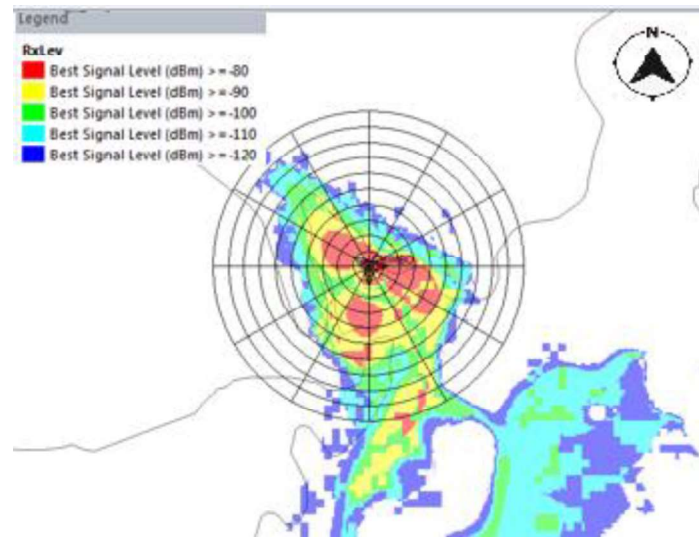 Legend
RxLev
Best Signal Level (dBm) >=-80
Best Signal Level (dBm) >=-90
Best Signal Level (dBm) >=-100
Best Signal Level (dBm) >=-110
Best Signal Level (dBm) >=-120
N